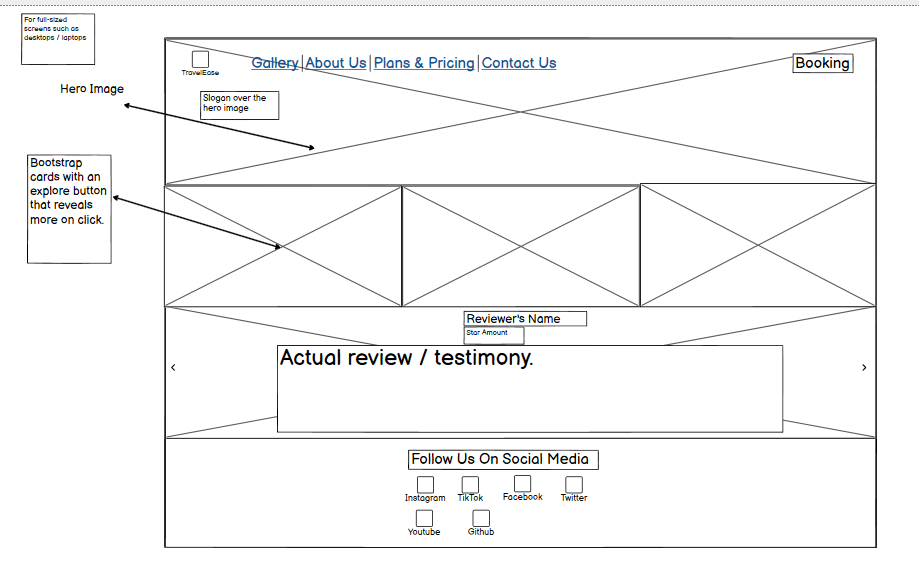 For full-sized
screens such as
desktops / laptops
TravelEase
Gallery | About Us | Plans & Pricing | Contact Us
Booking
Hero Image
Slogan over the
hero image
Bootstrap
cards with an
explore button
that reveals
more on click.
Reviewer's Name
Star Amount
Actual review / testimony.
<
>
Follow Us On Social Media
Instagram
TikTok
Facebook
Twitter
Youtube
Github